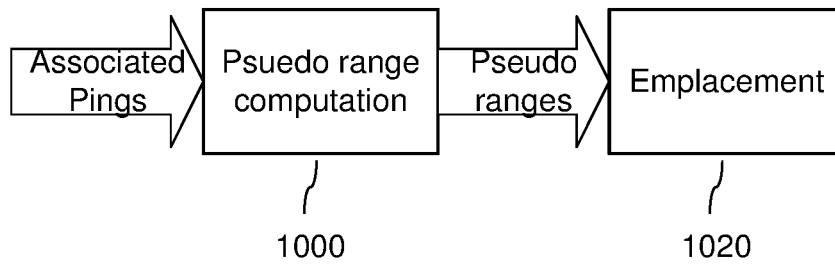 Associated
Pings
Psuedo range
computation
Pseudo
ranges
Emplacement
1000
1020